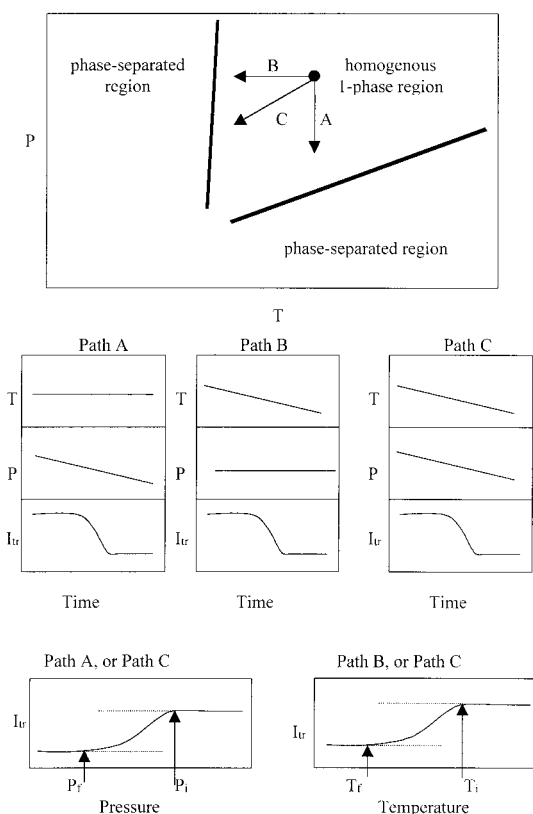 phase-separated
region
homogenous
1-phase region
B
C
A
P
phase-separated region
T
Path A
Path B
Path C
T
T
T
P
P
P
Itr
Itr
Itr
Time
Time
Time
Path A, or Path C
Path B, or Path C
Itr
Itr
Pf
Pi
Tf
Ti
Pressure
Temperature